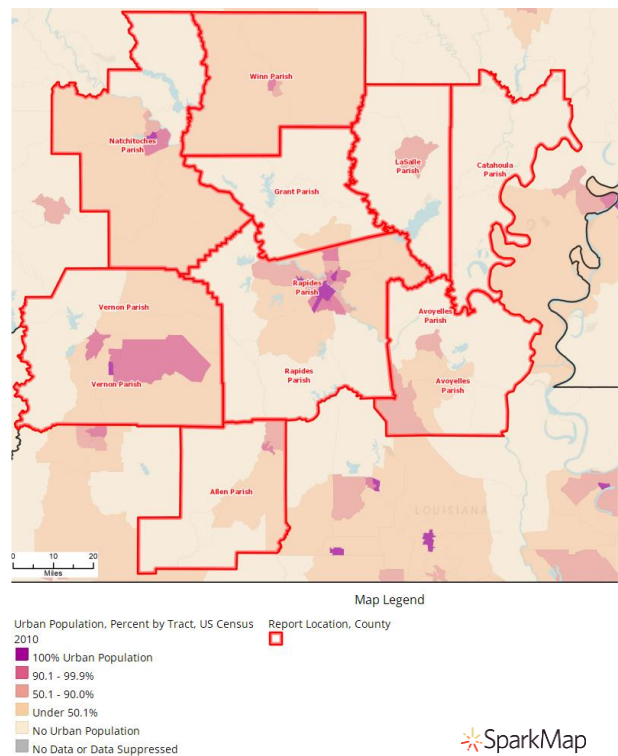 Winn Parish
Natchitoches
Parish
LaSalle
Parish
Catahoula
Parish
Grant Parish
Rapides
Parish
Vernon Parish
Avoyelles
Parish
Vernon Parish
Rapides
Parish
Avoyelles
Parish
Allen Parish
LOUISIANA
0 10 20
Miles
Map Legend
Urban Population, Percent by Tract, US Census
2010
100% Urban Population
90.1 - 99.9%
50.1 - 90.0%
Under 50.1%
No Urban Population
No Data or Data Suppressed
Report Location, County
SparkMap